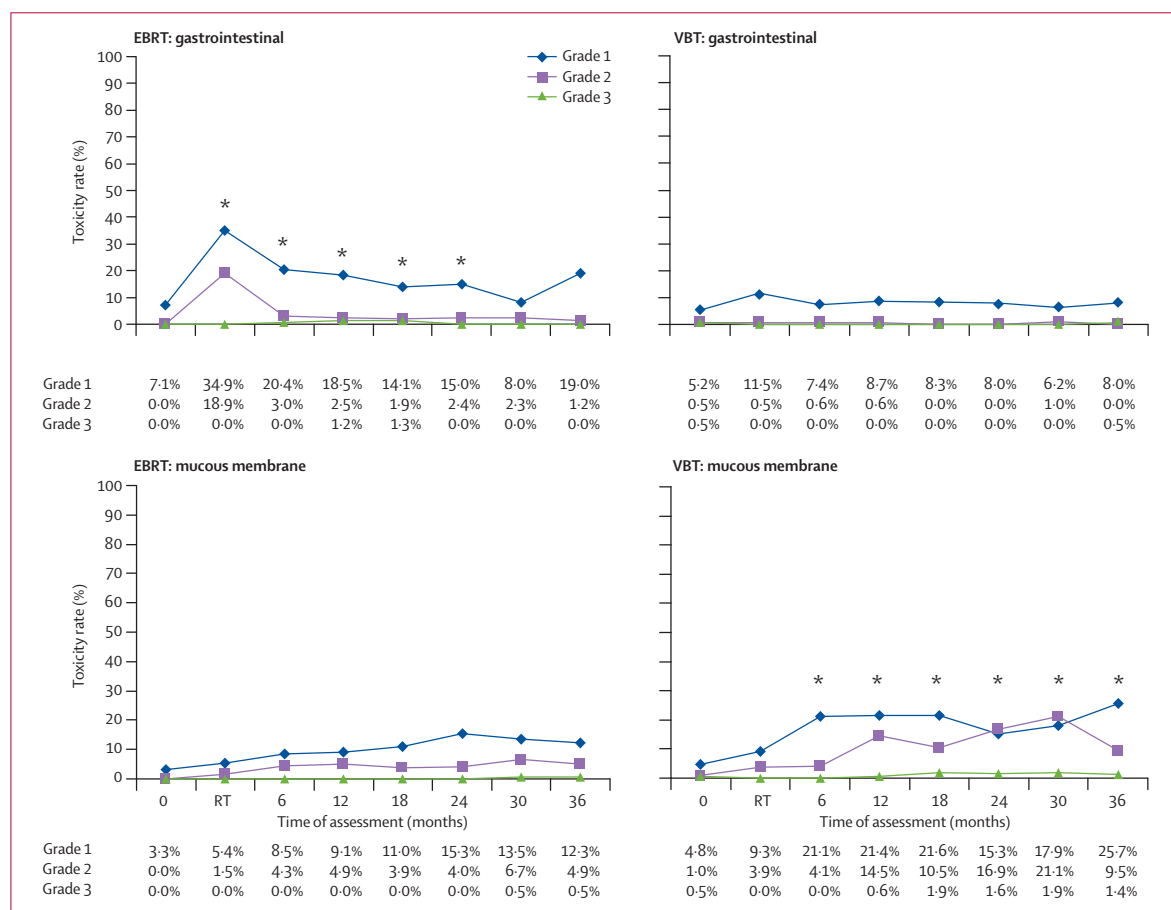 EBRT: gastrointestinal
VBT: gastrointestinal
Grade 1
Grade 2
Grade 3
Toxicity rate (%)
100
90
80
70
60
50
40
30
20
10
0
*
*
*
*
*
Grade 1 7·1% 34·9% 20·4% 18·5% 14·1% 15·0% 8·0% 19·0% 5·2% 11·5% 7·4% 8·7% 8·3% 8·0% 6·2% 8·0%
Grade 2 0·0% 18·9% 3·0% 2·5% 1·9% 2·4% 2·3% 1·2% 0·5% 0·5% 0·6% 0·6% 0·0% 0·0% 1·0% 0·0%
Grade 3 0·0% 0·0% 0·0% 1·2% 1·3% 0·0% 0·0% 0·0% 0·5% 0·0% 0·0% 0·0% 0·0% 0·0% 0·0% 0·5%
EBRT: mucous membrane
VBT: mucous membrane
Toxicity rate (%)
100
90
80
70
60
50
40
30
20
10
0
* * * * * *
0 RT 6 12 18 24 30 36
Time of assessment (months)
0 RT 6 12 18 24 30 36
Time of assessment (months)
Grade 1 3·3% 5·4% 8·5% 9·1% 11·0% 15·3% 13·5% 12·3% 4·8% 9·3% 21·1% 21·4% 21·6% 15·3% 17·9% 25·7%
Grade 2 0·0% 1·5% 4·3% 4·9% 3·9% 4·0% 6·7% 4·9% 1·0% 3·9% 4·1% 14·5% 10·5% 16·9% 21·1% 9·5%
Grade 3 0·0% 0·0% 0·0% 0·0% 0·0% 0·0% 0·5% 0·5% 0·5% 0·0% 0·0% 0·6% 1·9% 1·6% 1·9% 1·4%